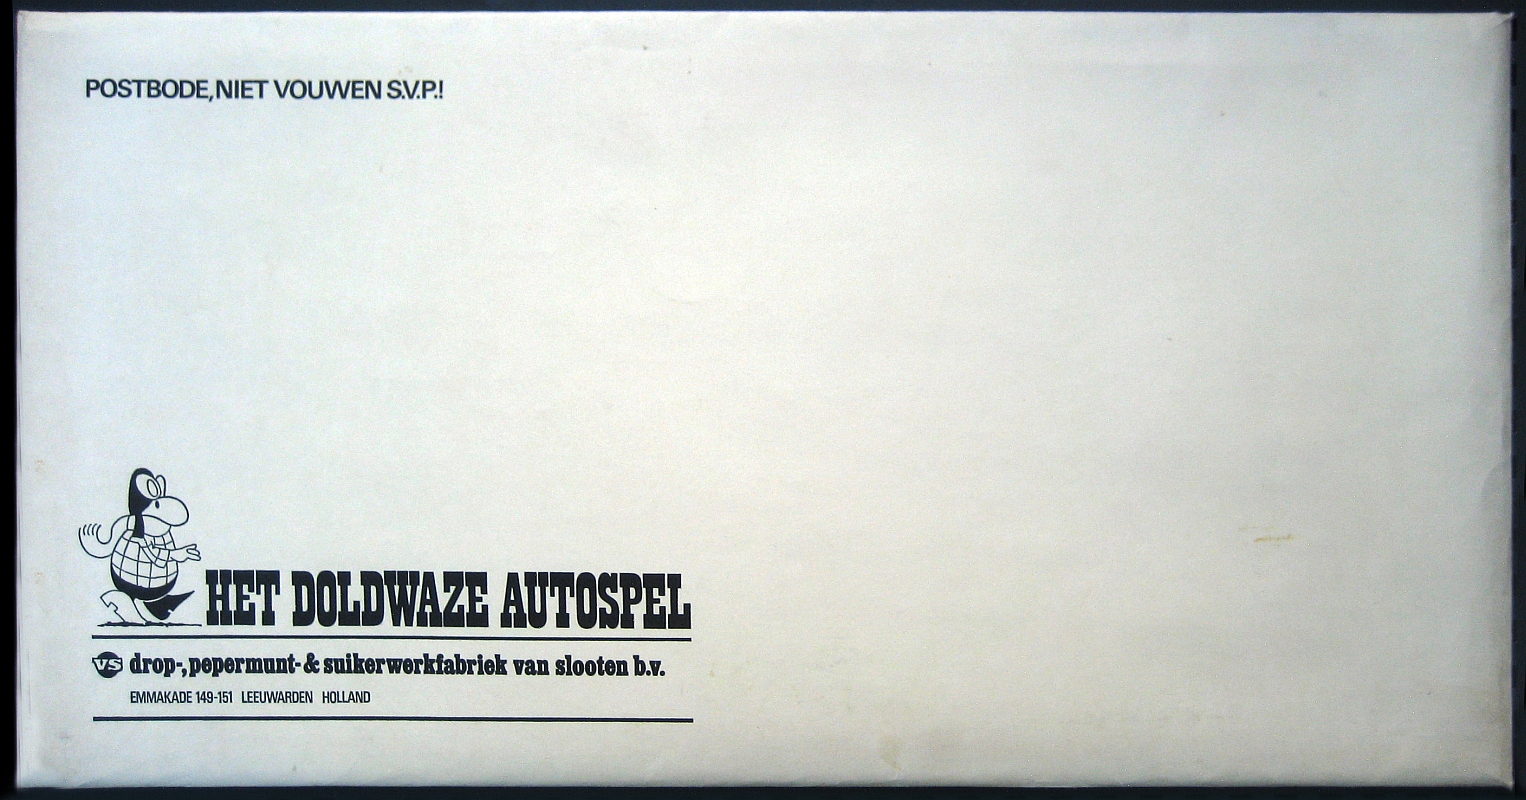 POSTBODE, NIET VOUWEN S.V.P.!
HET DOLDWAZE AUTOSPEL
VS drop-, pepermunt- & suikerwerkfabriek van slooten b.v.
EMMAKADE 149-151 LEEUWARDEN HOLLAND